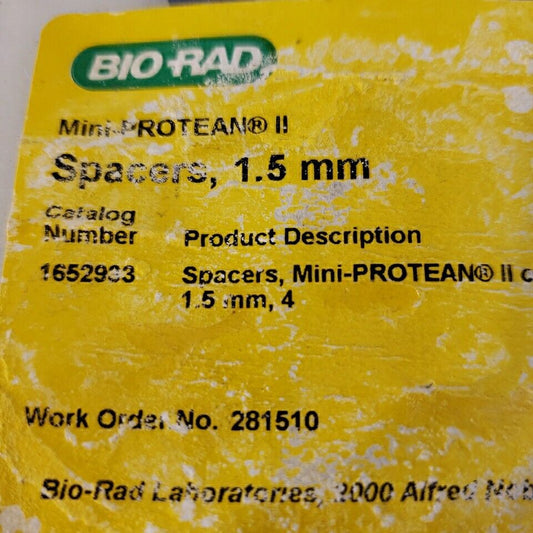 BIO-RAD
Mini-PROTEAN® II
Spacers, 1.5 mm
Catalog
Number Product Description
1652933 Spacers, Mini-PROTEAN® II
1.5 mm, 4
Work Order No. 281510
Bio-Rad Laboratories, 2000 Alfred